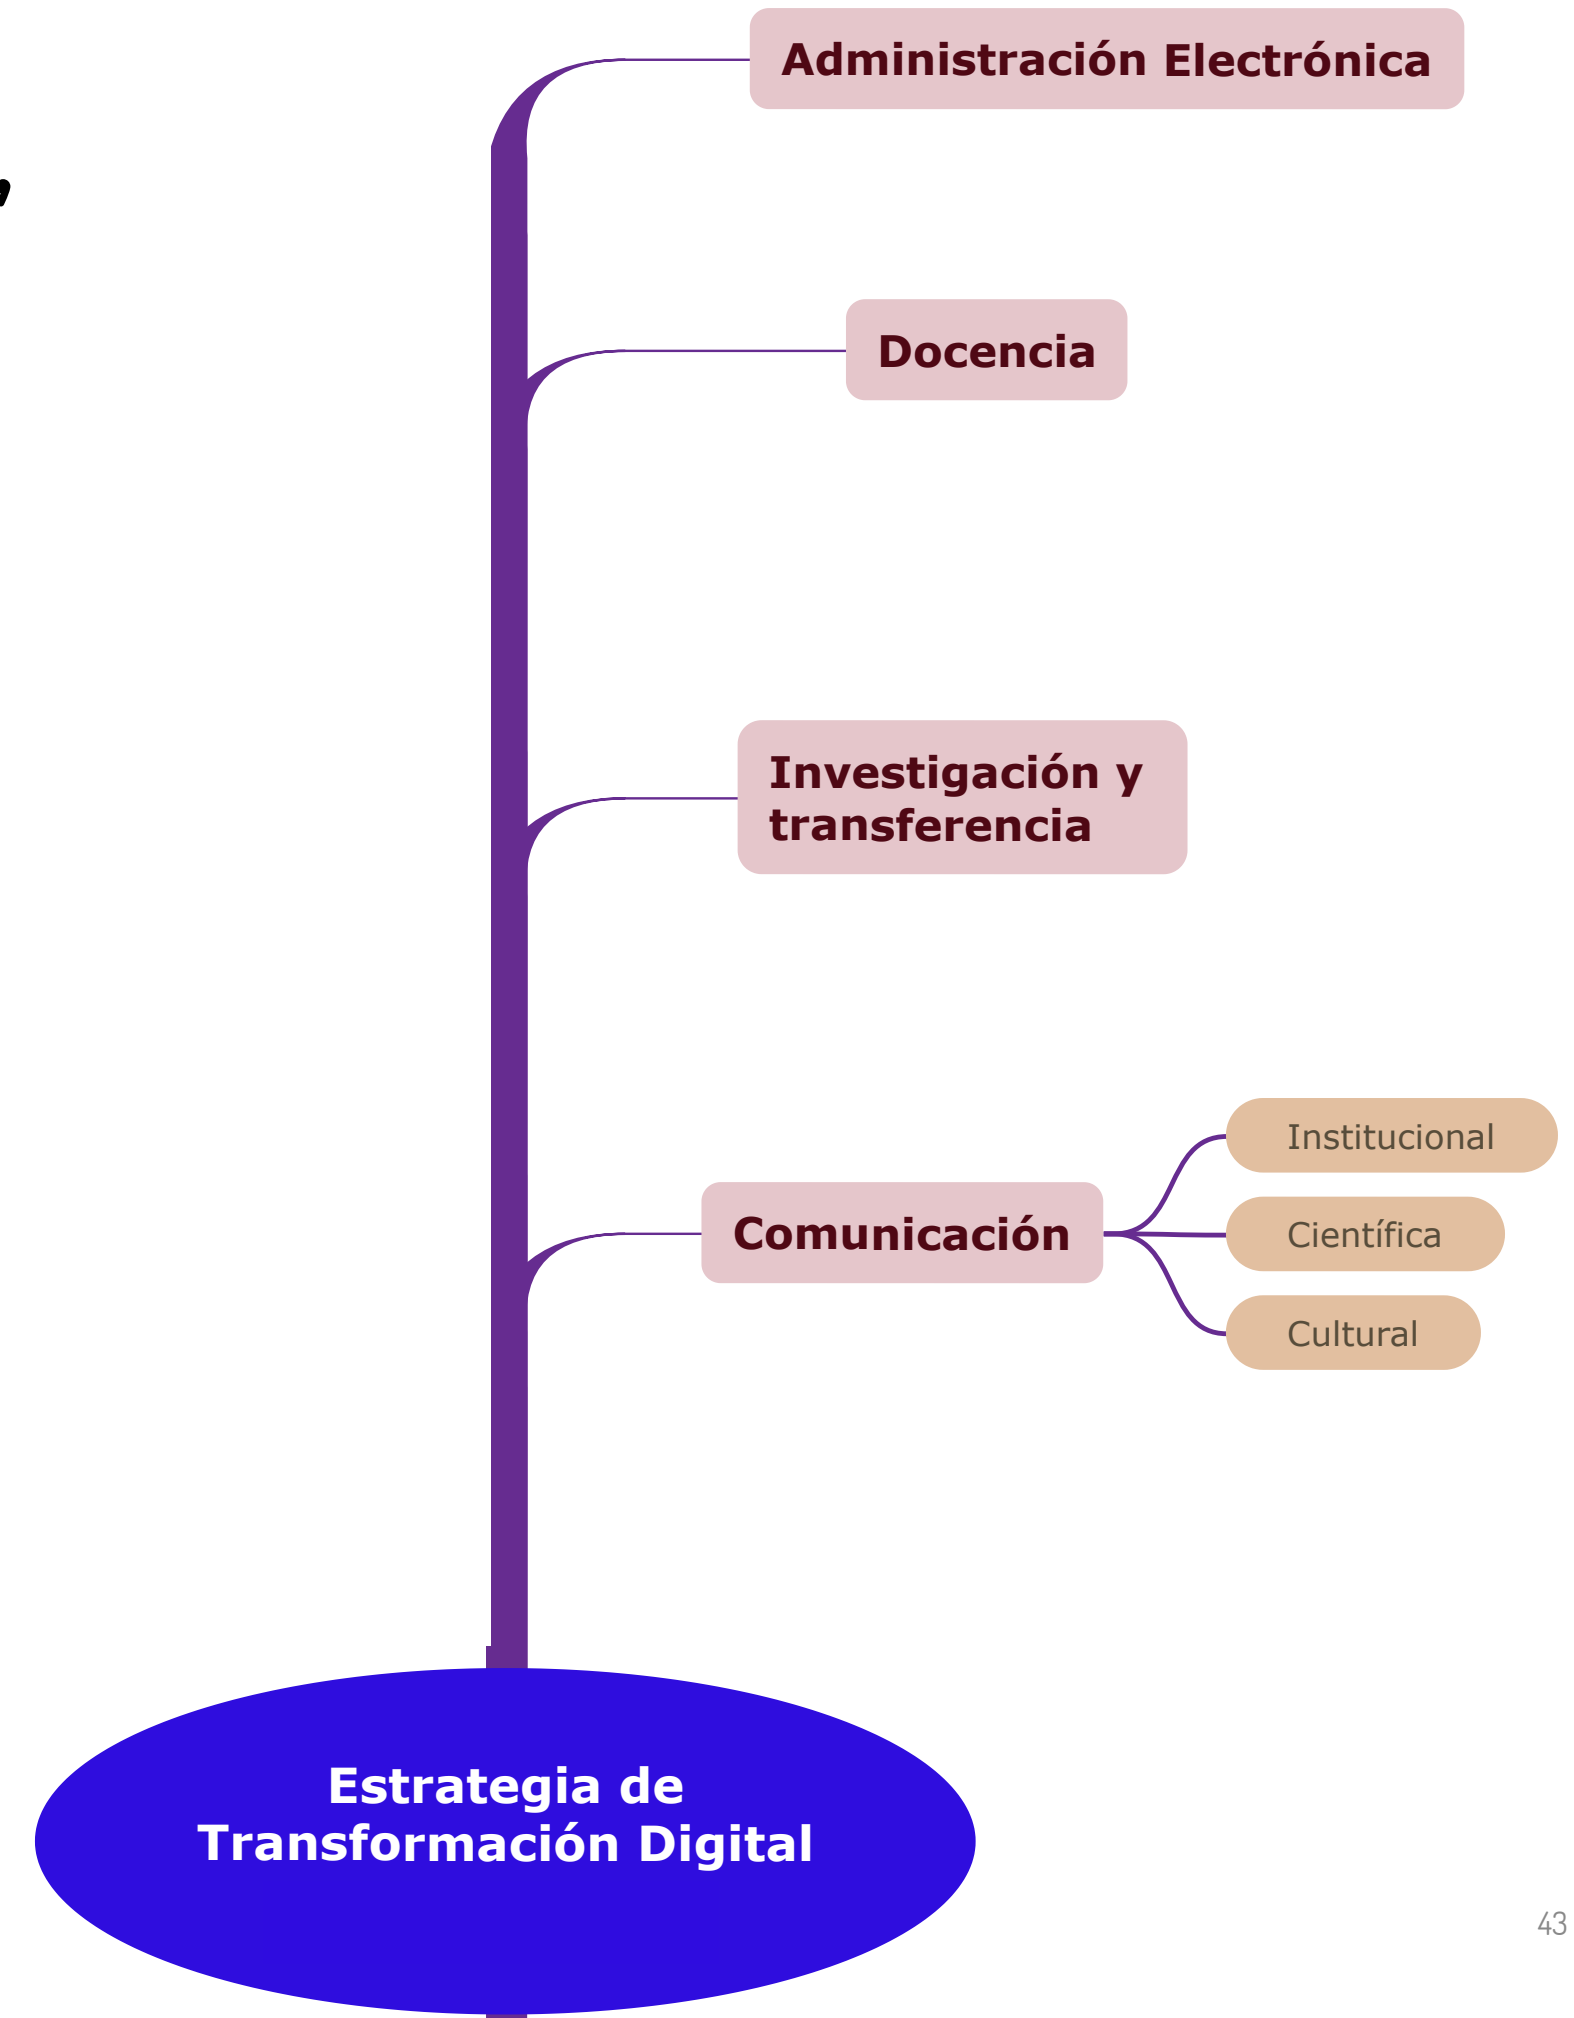 Administración Electrónica
Docencia
Investigación y
transferencia
Institucional
Comunicación
Científica
Cultural
Estrategia de
Transformación Digital
43